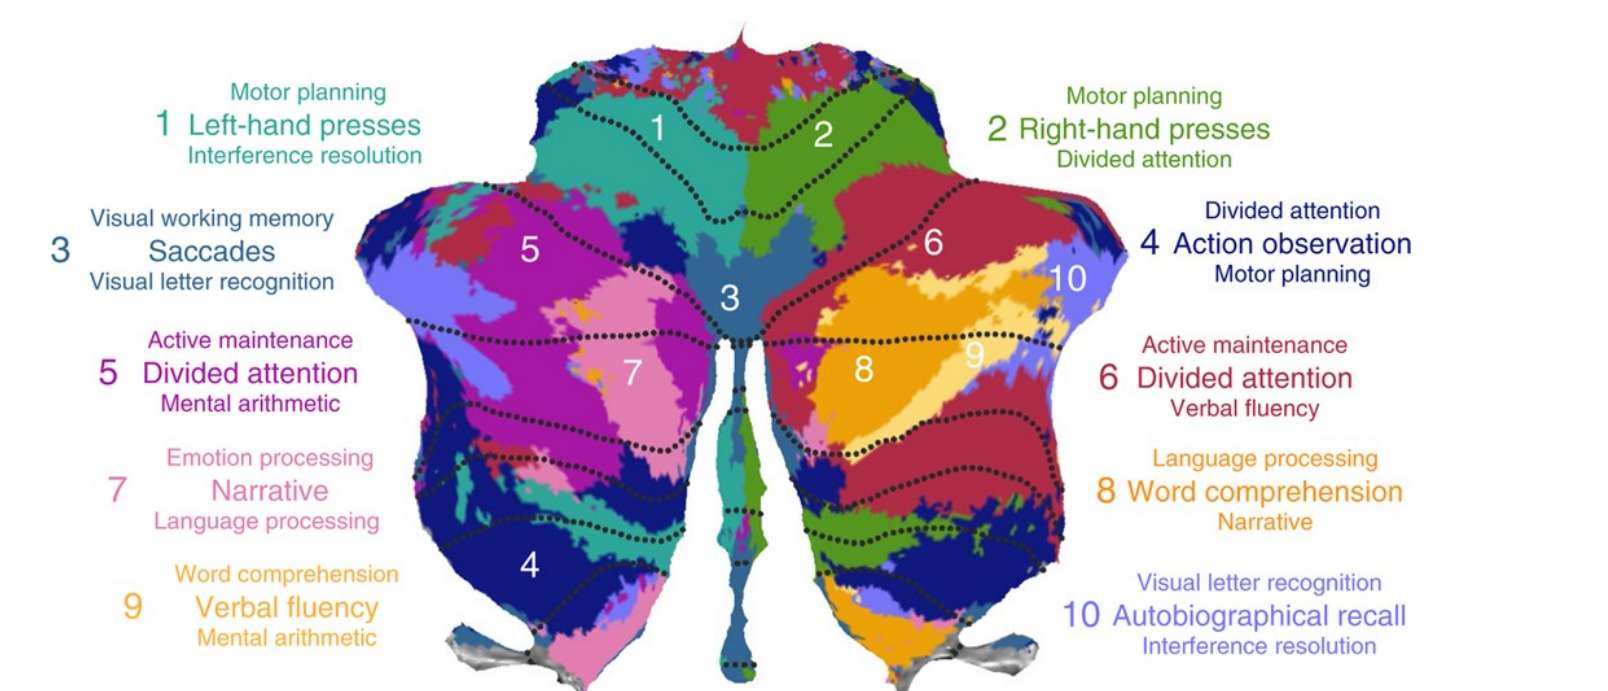 Motor planning
1 Left-hand presses
Interference resolution
Motor planning
2 Right-hand presses
Divided attention
Visual working memory
3 Saccades
Visual letter recognition
Divided attention
4 Action observation
Motor planning
Active maintenance
5 Divided attention
Mental arithmetic
Active maintenance
6 Divided attention
Verbal fluency
Emotion processing
7 Narrative
Language processing
Language processing
8 Word comprehension
Narrative
Word comprehension
9 Verbal fluency
Mental arithmetic
Visual letter recognition
10 Autobiographical recall
Interference resolution
1
2
5
6
10
3
7
8
9
4